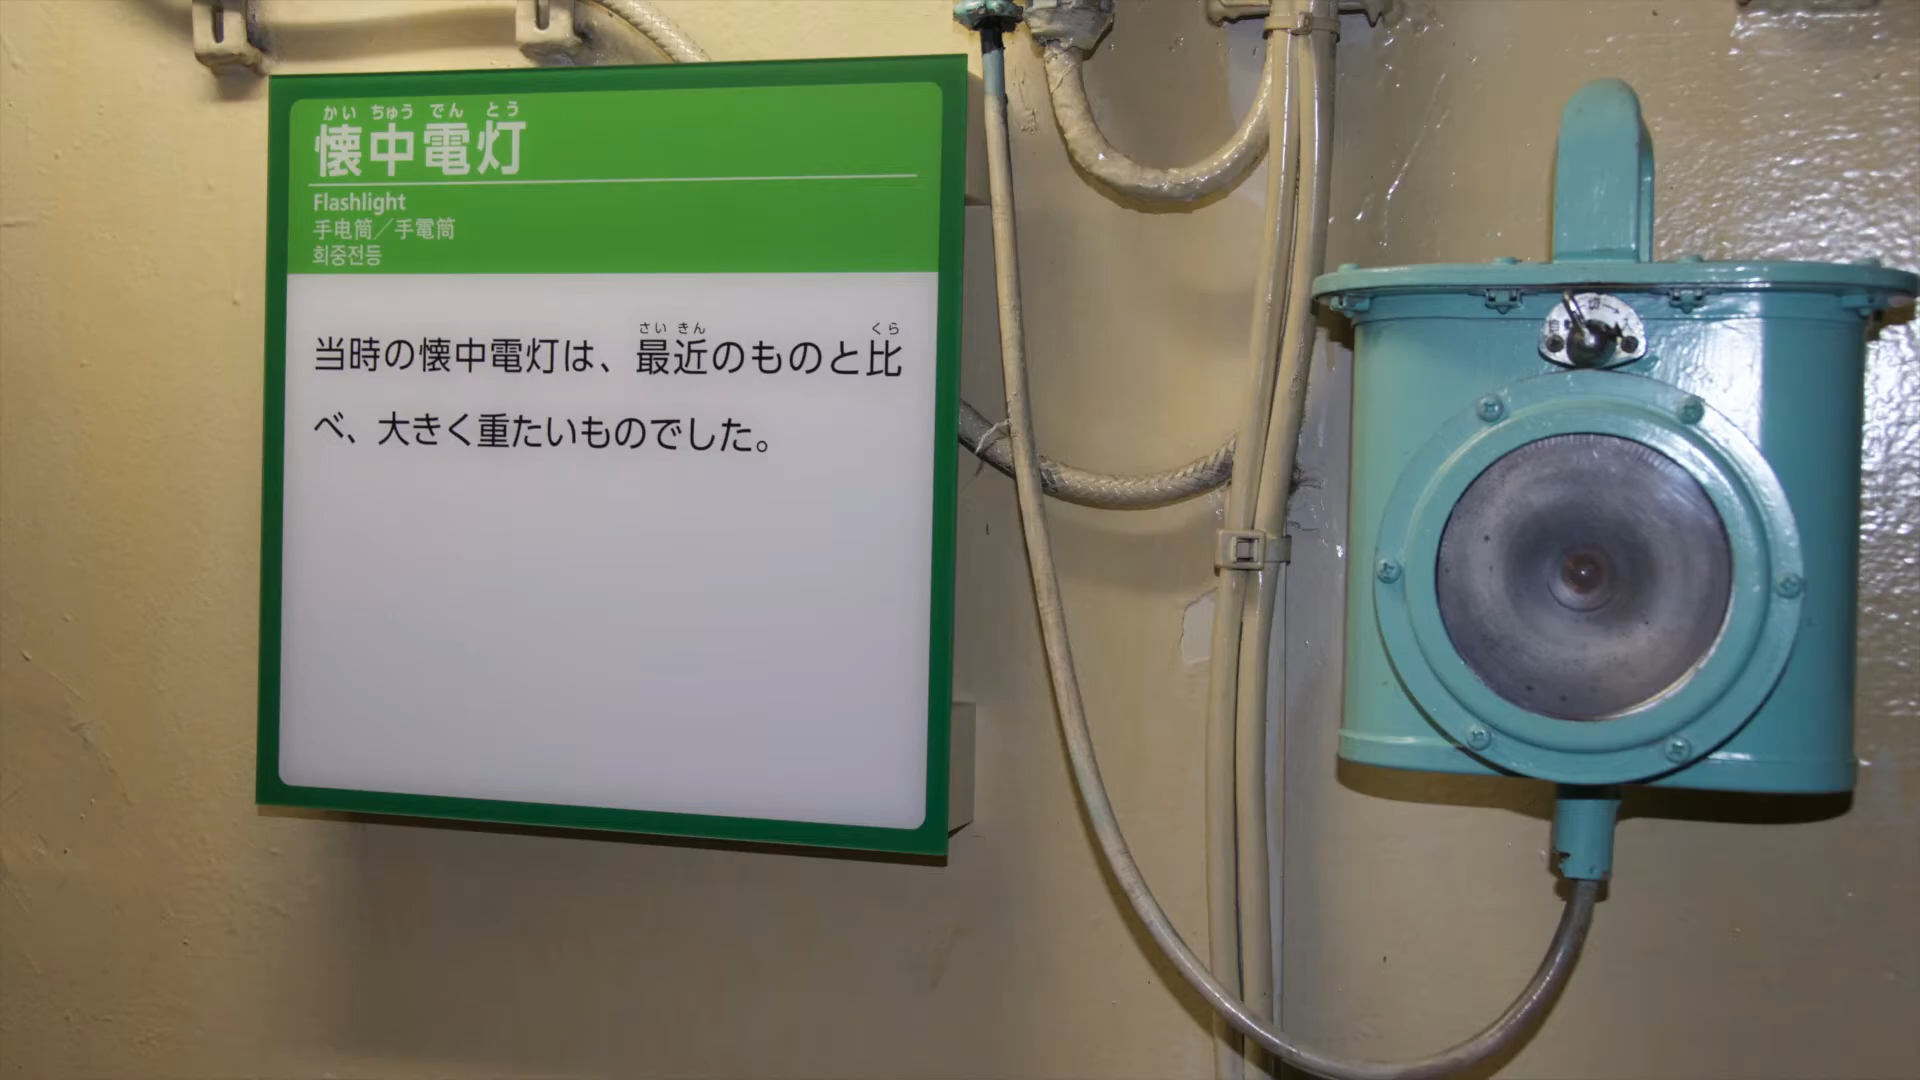 かい ちゅう でん とう
懐中電灯
Flashlight
手电筒／手電筒
회중전등
さい きん くら
当時の懐中電灯は、最近のものと比
べ、大きく重たいものでした。
切